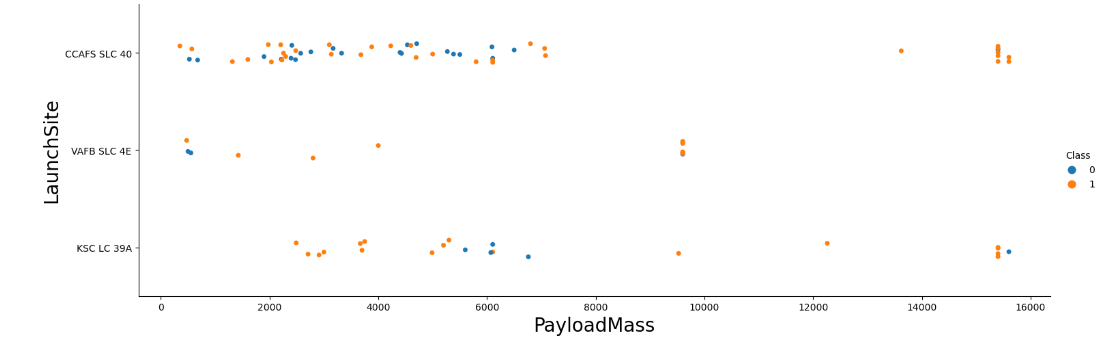 LaunchSite
CCAFS SLC 40
VAFB SLC 4E
KSC LC 39A
0 2000 4000 6000 8000 10000 12000 14000 16000
PayloadMass
Class
0
1